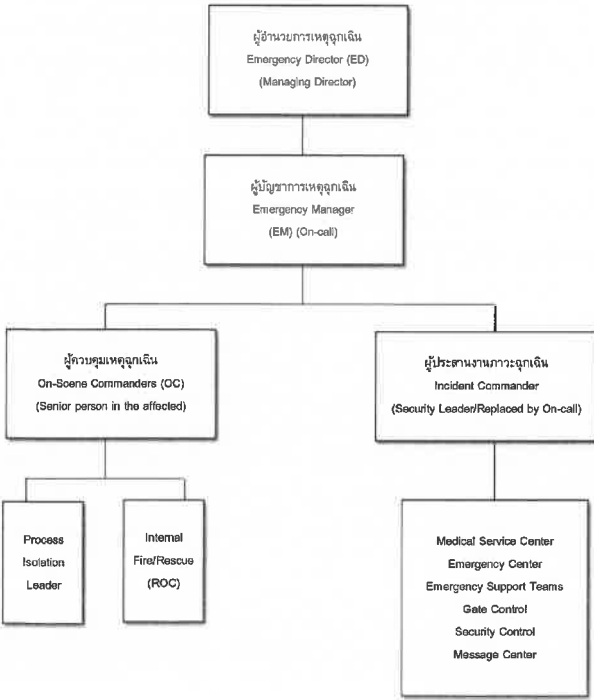 ผู้อำนวยการเหตุฉุกเฉิน
Emergency Director (ED)
(Managing Director)
ผู้บัญชาการเหตุฉุกเฉิน
Emergency Manager
(EM) (On-call)
ผู้ควบคุมเหตุฉุกเฉิน
On-Scene Commanders (OC)
(Senior person in the affected)
ผู้ประสานงานภาวะฉุกเฉิน
Incident Commander
(Security Leader/Replaced by On-call)
Process
Isolation
Leader
Internal
Fire/Rescue
(ROC)
Medical Service Center
Emergency Center
Emergency Support Teams
Gate Control
Security Control
Message Center